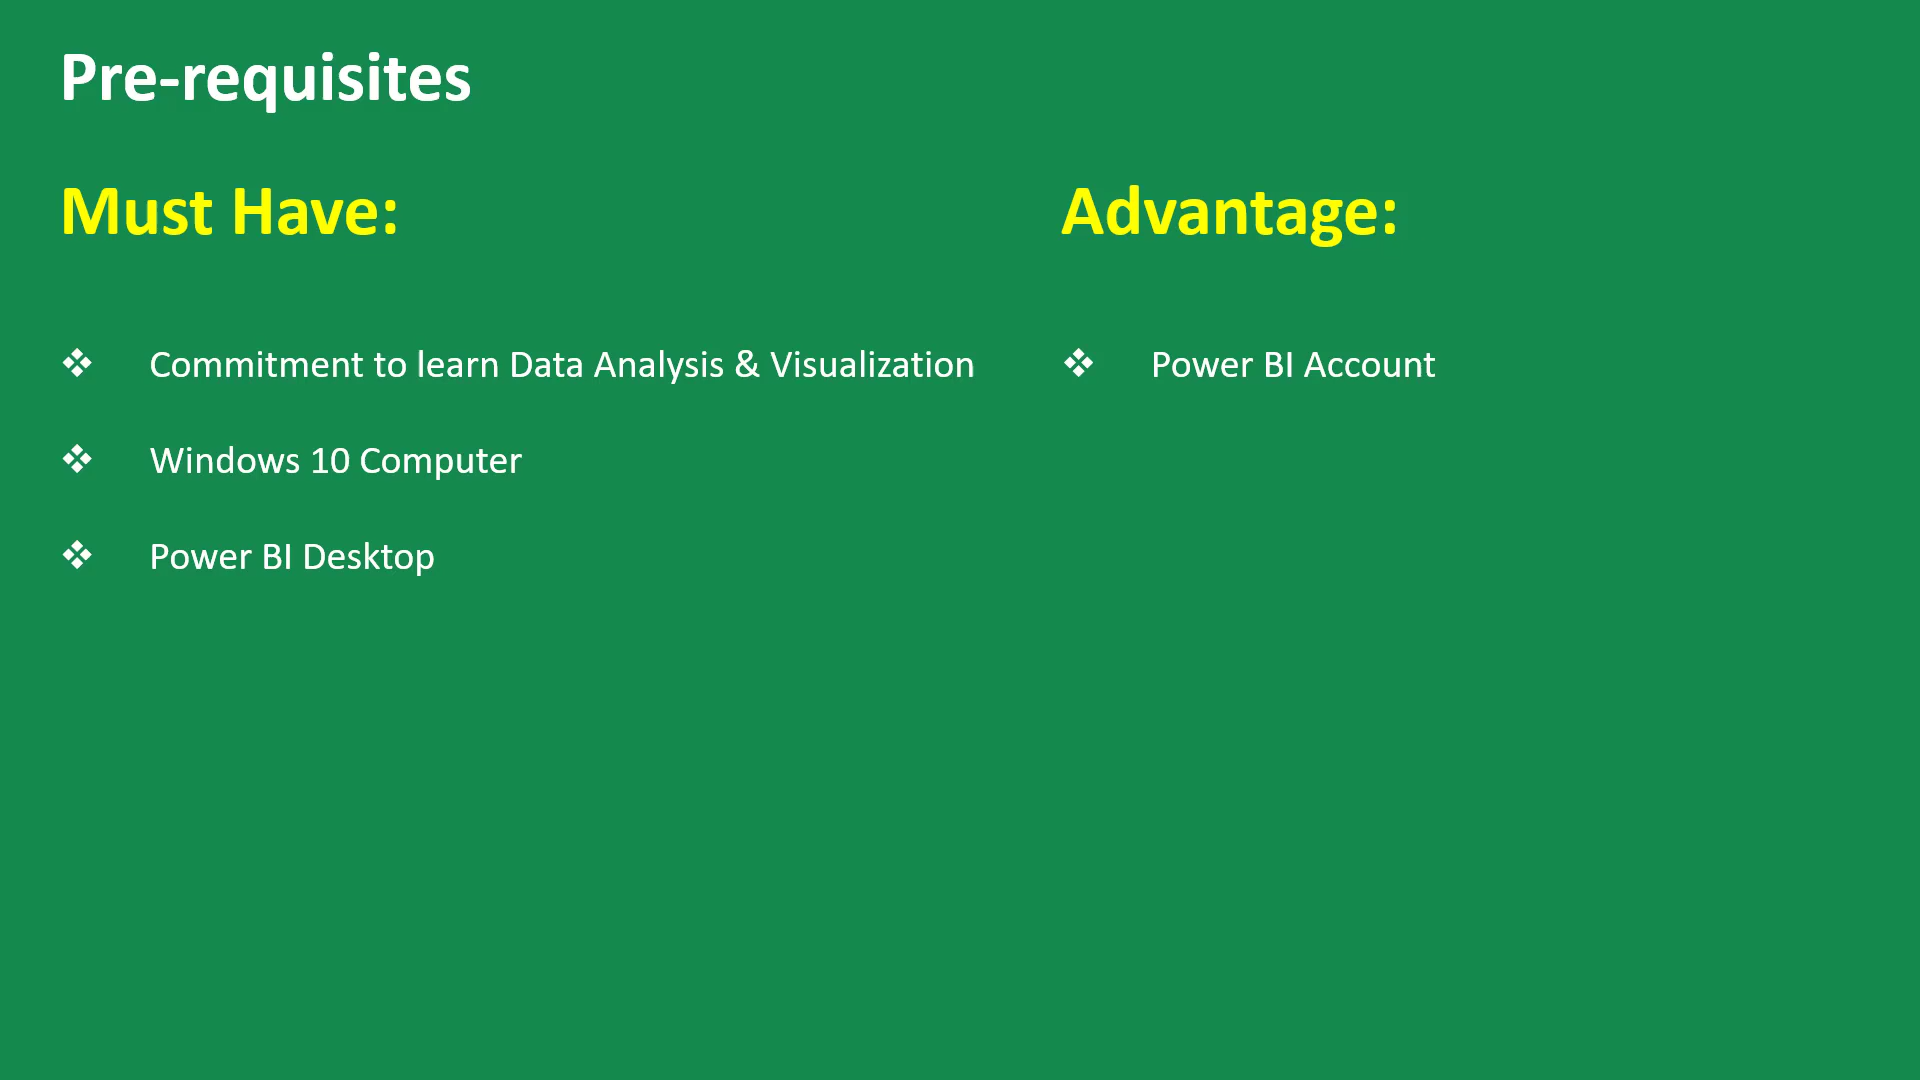 Pre-requisites
Must Have:
❖ Commitment to learn Data Analysis & Visualization
❖ Windows 10 Computer
❖ Power BI Desktop
Advantage:
❖ Power BI Account